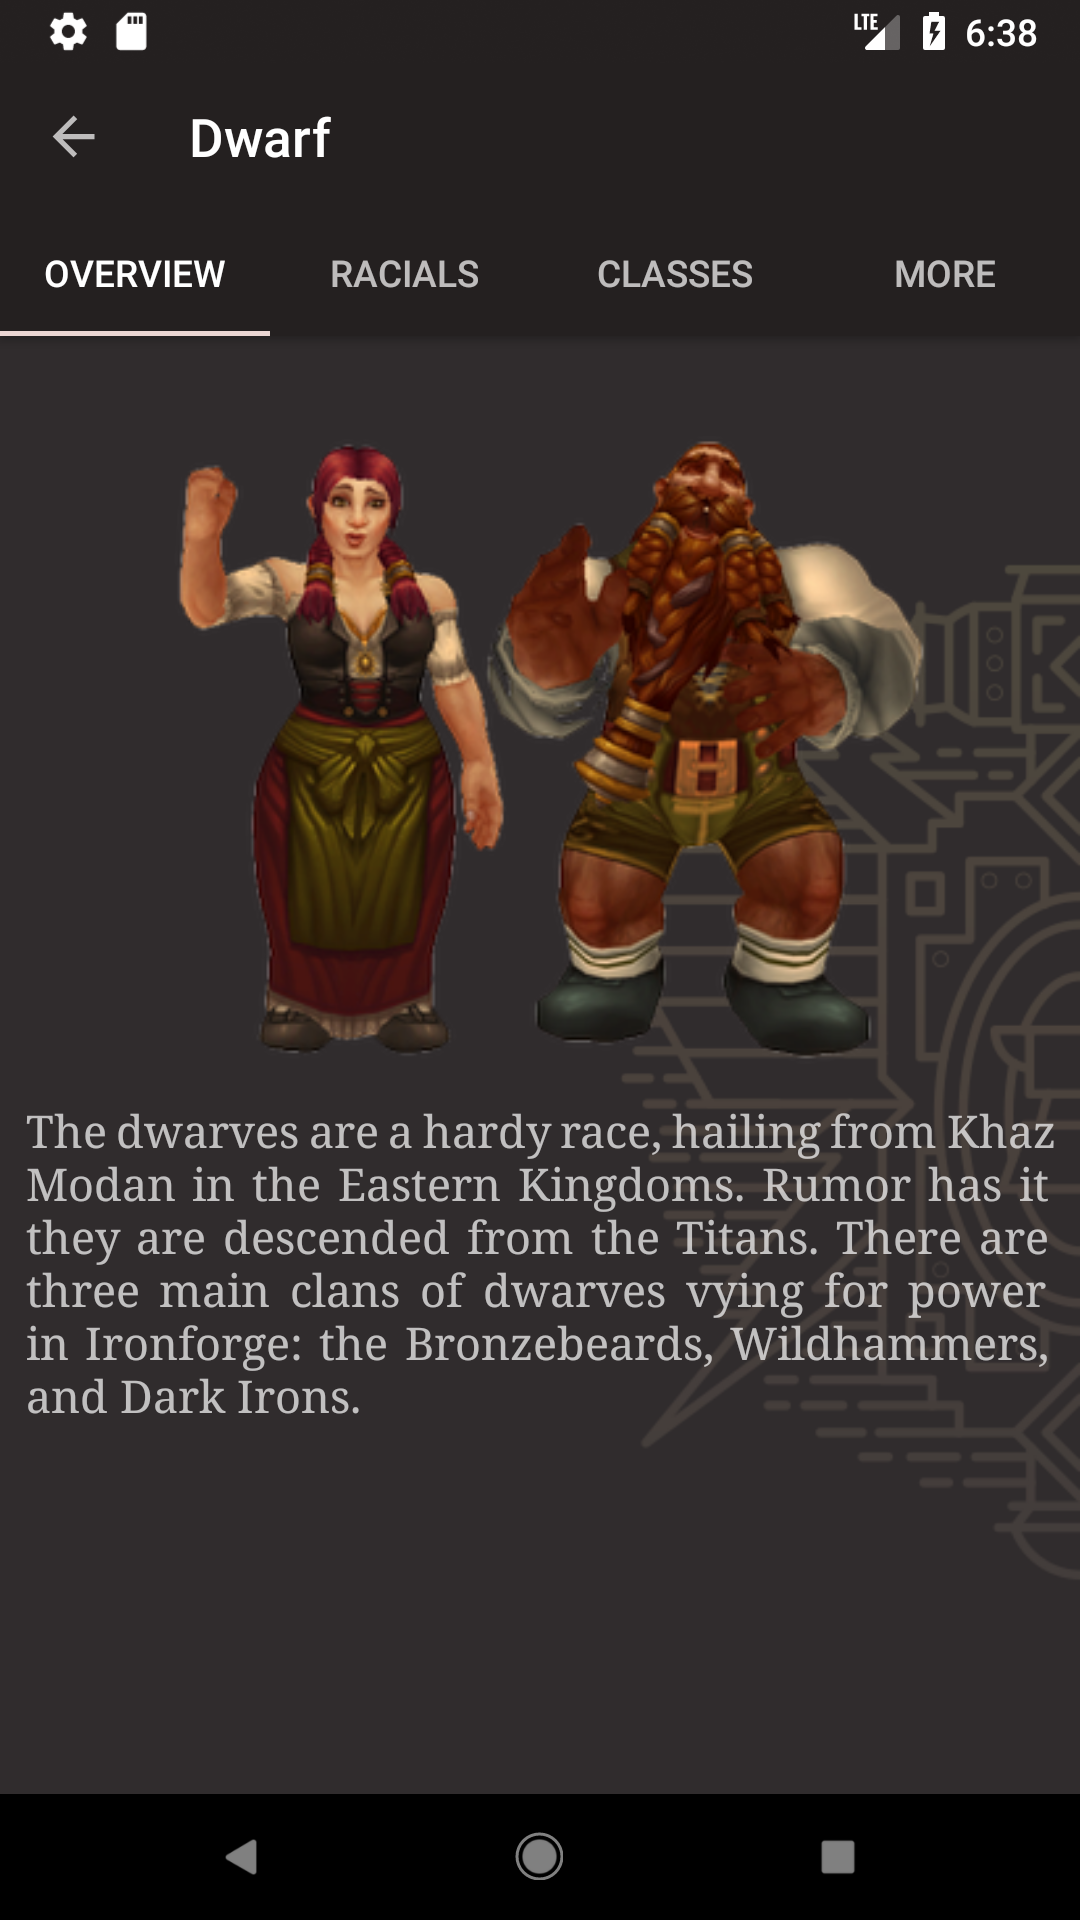 LTE 6:38
Dwarf
OVERVIEW RACIALS CLASSES MORE
The dwarves are a hardy race, hailing from Khaz
Modan in the Eastern Kingdoms. Rumor has it
they are descended from the Titans. There are
three main clans of dwarves vying for power
in Ironforge: the Bronzebeards, Wildhammers,
and Dark Irons.